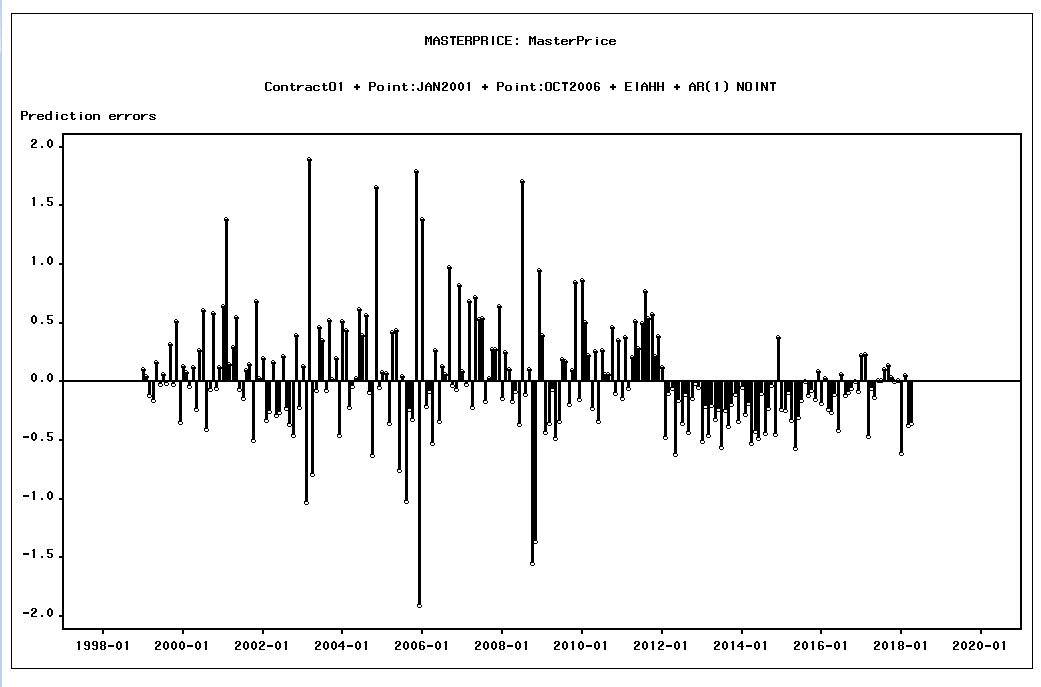 MASTERPRICE: MasterPrice
Contract01 + Point:JAN2001 + Point:OCT2006 + EIAHH + AR(1) NOINT
Prediction errors
2.0
1.5
1.0
0.5
0.0
-0.5
-1.0
-1.5
-2.0
1998-01 2000-01 2002-01 2004-01 2006-01 2008-01 2010-01 2012-01 2014-01 2016-01 2018-01 2020-01